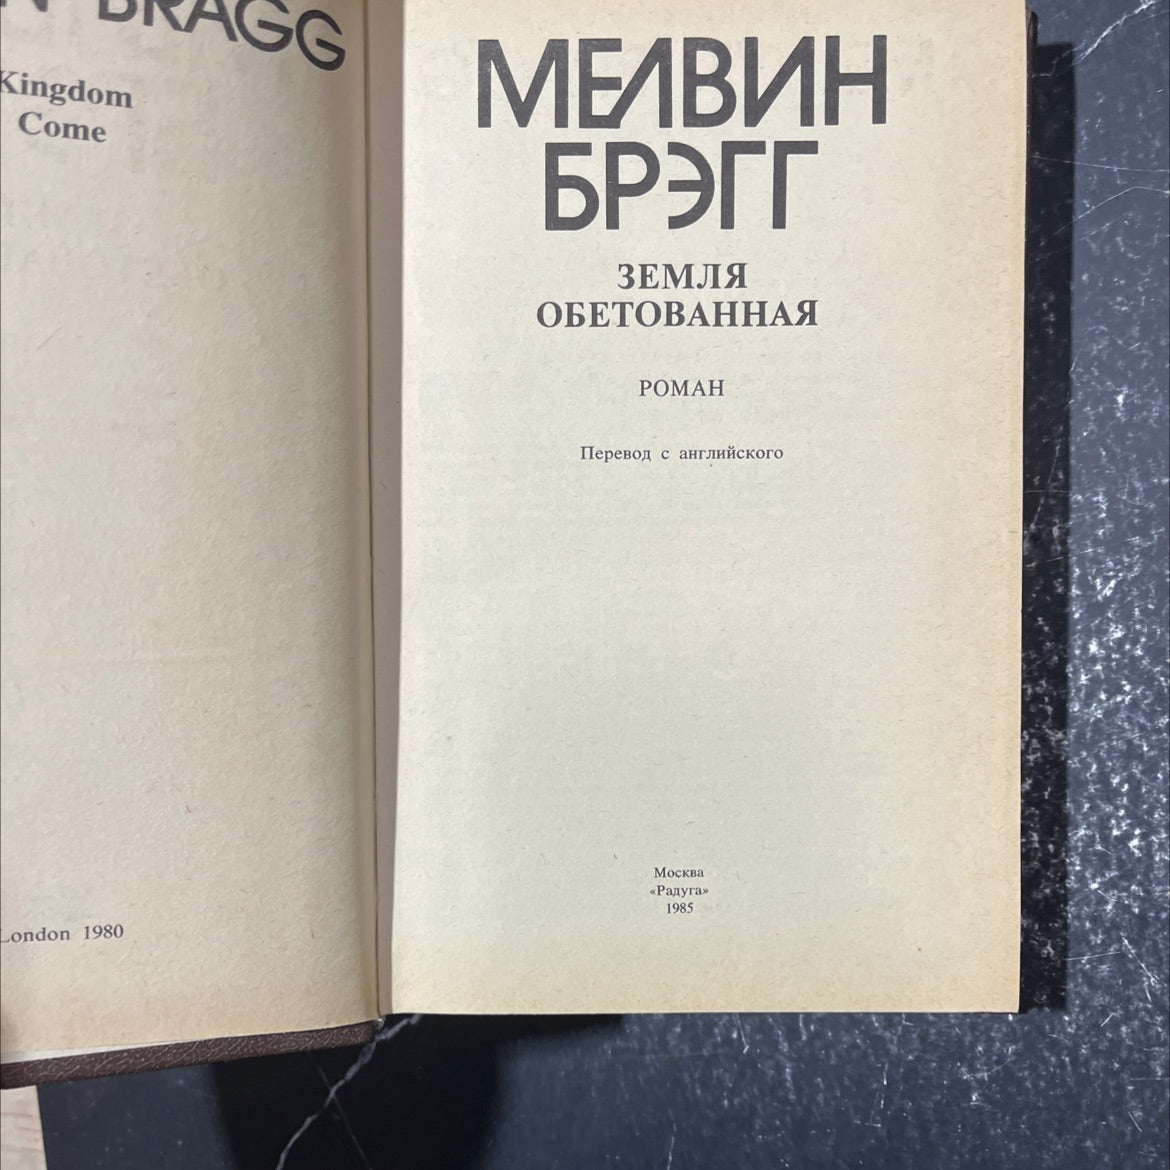 BRAGG
Kingdom
Come
London 1980
МЕЛВИН
БРЭГГ
ЗЕМЛЯ
ОБЕТОВАННАЯ
РОМАН
Перевод с английского
Москва
«Радуга»
1985